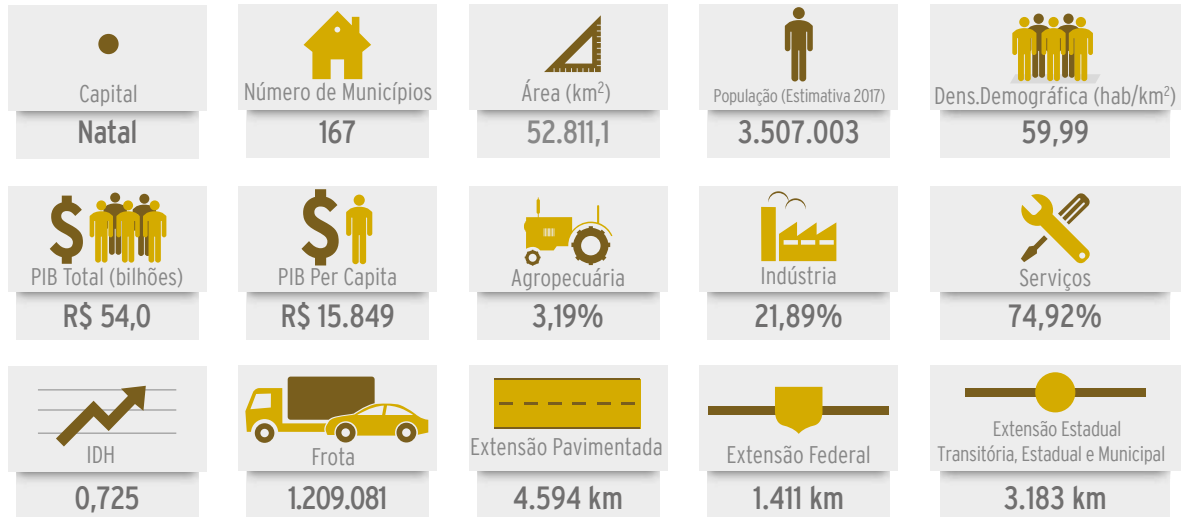 Capital
Natal
Número de Municípios
167
Área (km²)
52.811,1
População (Estimativa 2017)
3.507.003
Dens.Demográfica (hab/km²)
59,99
$
PIB Total (bilhões)
R$ 54,0
$
PIB Per Capita
R$ 15.849
Agropecuária
3,19%
Indústria
21,89%
Serviços
74,92%
IDH
0,725
Frota
1.209.081
Extensão Pavimentada
4.594 km
Extensão Federal
1.411 km
Extensão Estadual
Transitória, Estadual e Municipal
3.183 km